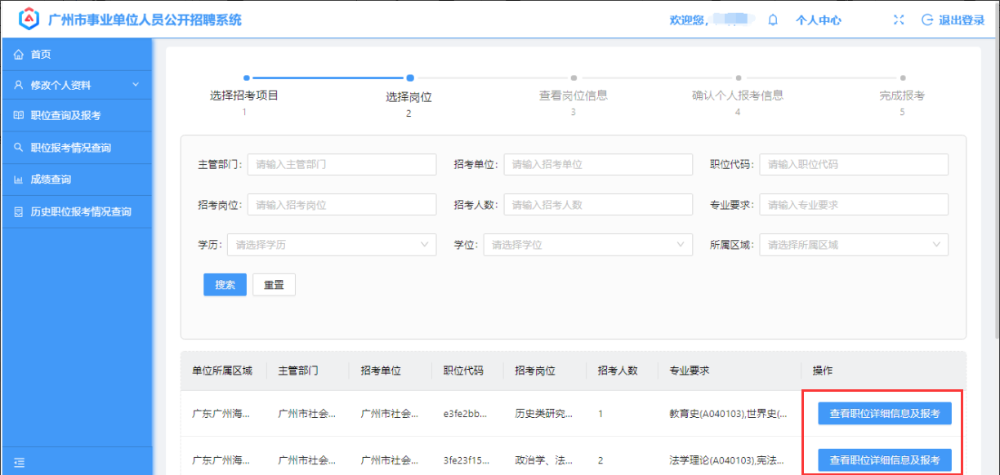 广州市事业单位人员公开招聘系统
欢迎您, 个人中心 退出登录
首页
修改个人资料
职位查询及报考
职位报考情况查询
成绩查询
历史职位报考情况查询
选择招考项目 选择岗位 查看岗位信息 确认个人报考信息 完成报考
1 2 3 4 5
主管部门: 请输入主管部门 招考单位: 请输入招考单位 职位代码: 请输入职位代码
招考岗位: 请输入招考岗位 招考人数: 请输入招考人数 专业要求: 请输入专业要求
学历: 请选择学历 学位: 请选择学位 所属区域: 请选择所属区域
搜索 重置
单位所属区域 主管部门 招考单位 职位代码 招考岗位 招考人数 专业要求 操作
广东广州海... 广州市社会... 广州市社会... e3fe2bb... 历史类研究... 1 教育史(A040103),世界史(... 查看职位详细信息及报考
广东广州海... 广州市社会... 广州市社会... 3fe23f15... 政治学、法... 2 法学理论(A030101),宪法... 查看职位详细信息及报考